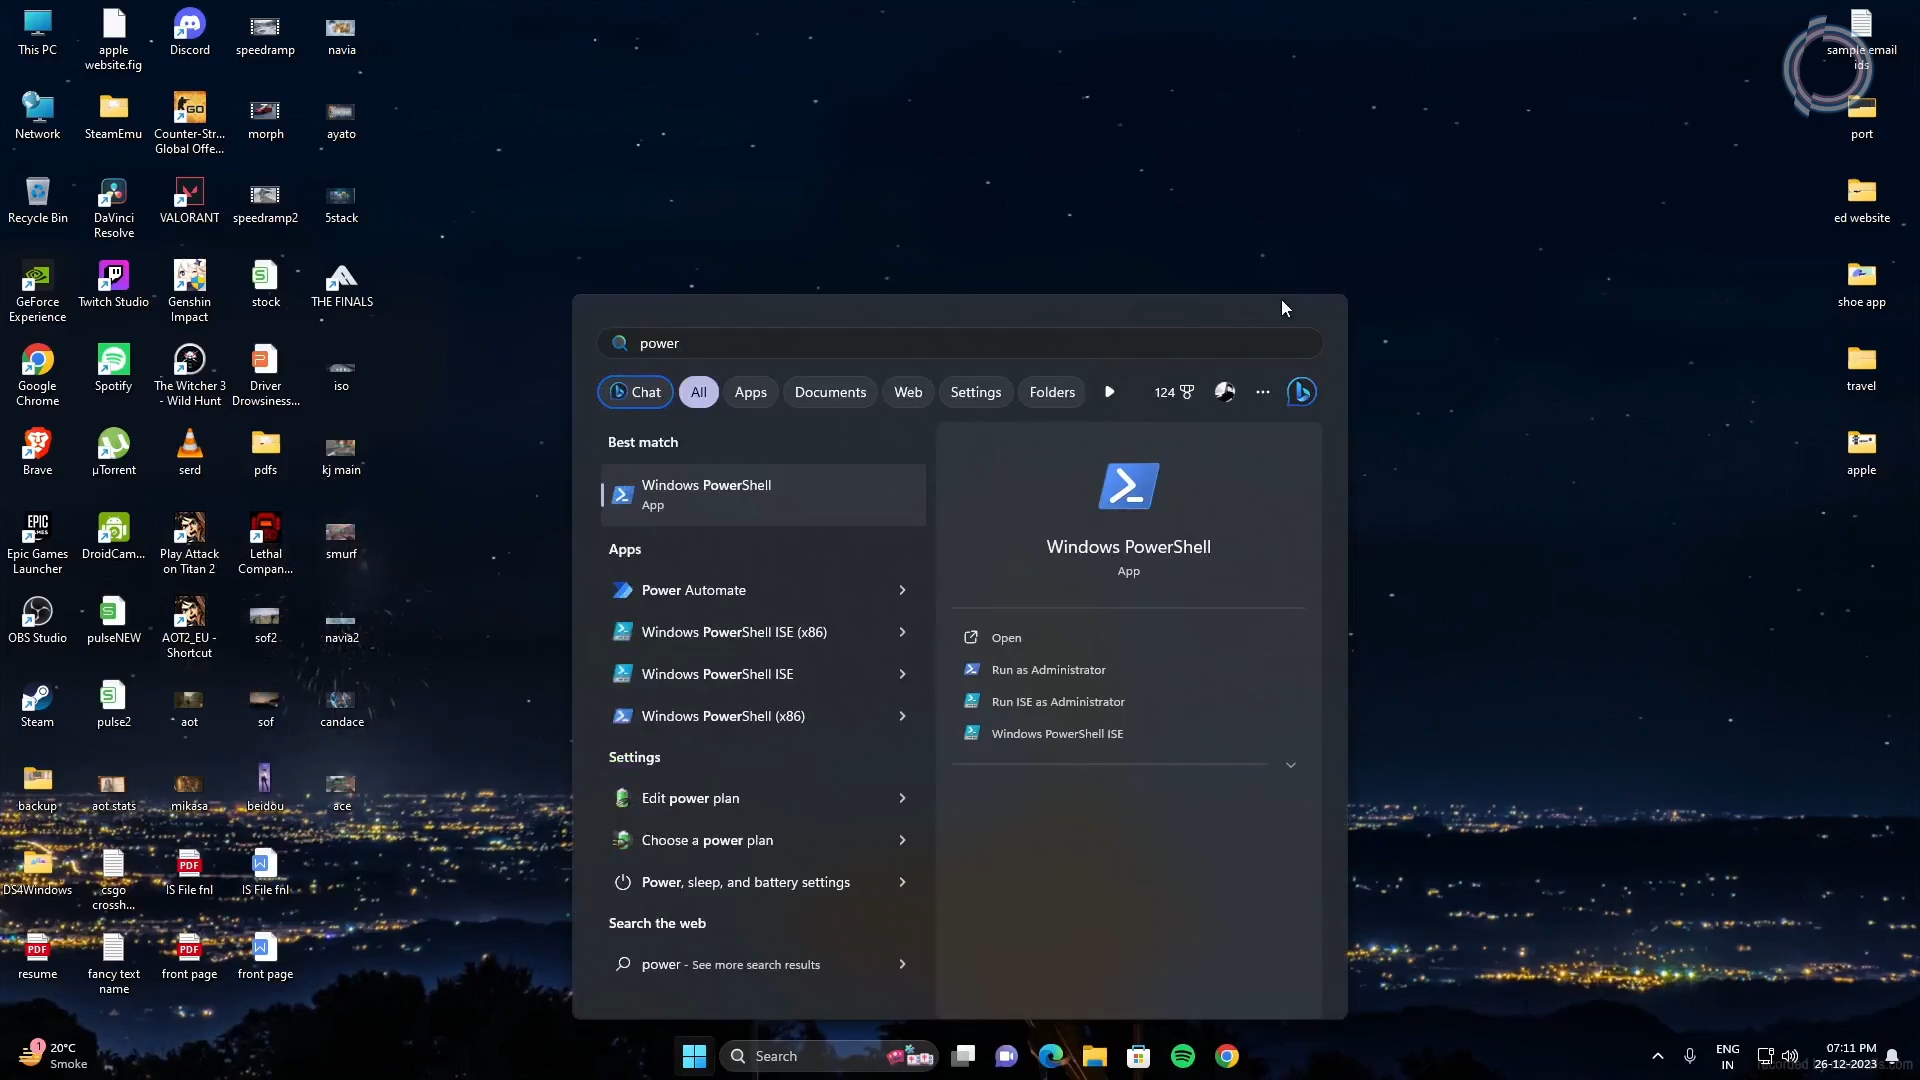 This PC
apple
website.fig
Discord
speedramp
navia
sample email
ids
Network
SteamEmu
Counter-Str...
Global Offe...
morph
ayato
port
Recycle Bin
DaVinci
Resolve
VALORANT
speedramp2
5stack
ed website
GeForce
Experience
Twitch Studio
Genshin
Impact
stock
THE FINALS
shoe app
Google
Chrome
Spotify
The Witcher 3
- Wild Hunt
Driver
Drowsiness...
iso
travel
Brave
µTorrent
serd
pdfs
kj main
apple
Epic Games
Launcher
DroidCam...
Play Attack
on Titan 2
Lethal
Compan...
smurf
OBS Studio
pulseNEW
AOT2_EU -
Shortcut
sof2
navia2
Steam
pulse2
aot
sof
candace
backup
aot stats
mikasa
beidou
ace
DS4Windows
csgo
crossh...
IS File fnl
IS File fnl
resume
fancy text
name
front page
front page
power
Chat
All
Apps
Documents
Web
Settings
Folders
124
Best match
Windows PowerShell
App
Apps
Power Automate
Windows PowerShell ISE (x86)
Windows PowerShell ISE
Windows PowerShell (x86)
Settings
Edit power plan
Choose a power plan
Power, sleep, and battery settings
Search the web
power - See more search results
Windows PowerShell
App
Open
Run as Administrator
Run ISE as Administrator
Windows PowerShell ISE
1
20°C
Smoke
Search
ENG
IN
07:11 PM
26-12-2023